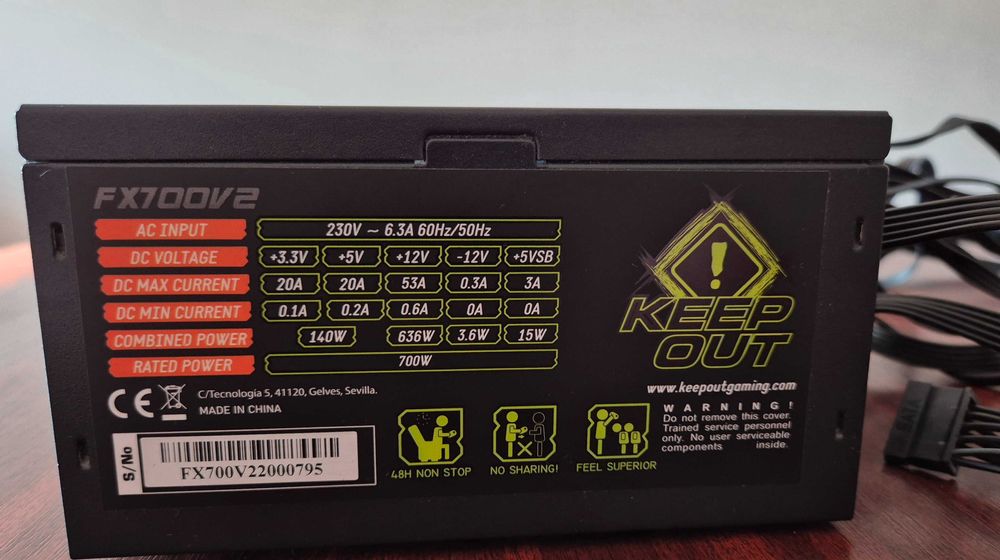 FX700V2
AC INPUT 230V ~ 6.3A 60Hz/50Hz
DC VOLTAGE +3.3V +5V +12V -12V +5VSB
DC MAX CURRENT 20A 20A 53A 0.3A 3A
DC MIN CURRENT 0.1A 0.2A 0.6A 0A 0A
COMBINED POWER 140W 636W 3.6W 15W
RATED POWER 700W
C/Tecnologia 5, 41120, Gelves, Sevilla.
CE
MADE IN CHINA
S/No
FX700V22000795
48H NON STOP
NO SHARING!
FEEL SUPERIOR
!
KEEP
OUT
www.keepoutgaming.com
WARNING!
Do not remove this cover.
Trained service personnel
only. No user serviceable
components inside.